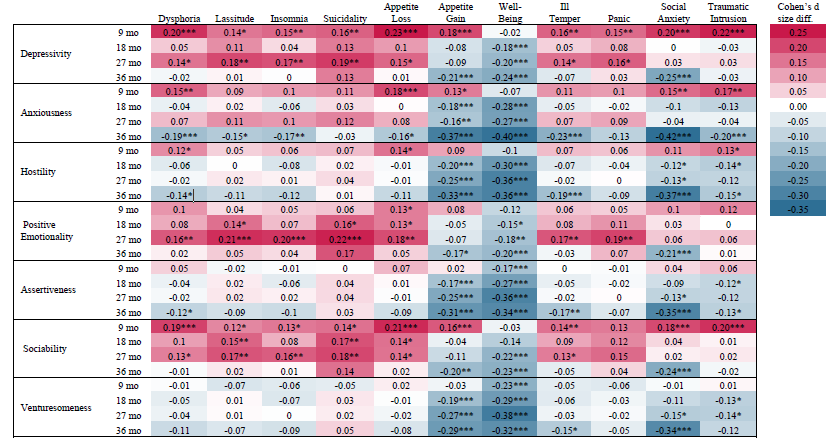 Dysphoria Lassitude Insomnia Suicidality Appetite Loss Appetite Gain Well-Being Ill Temper Panic Social Anxiety Traumatic Intrusion Cohen's d size diff.
Depressivity
9 mo 0.20*** 0.14* 0.15** 0.16** 0.23*** 0.18*** -0.02 0.16** 0.15** 0.20*** 0.22*** 0.25
18 mo 0.05 0.11 0.04 0.13 0.1 -0.08 -0.18*** 0.05 0.08 0 -0.03 0.20
27 mo 0.14* 0.18** 0.17** 0.19** 0.15* -0.09 -0.20*** 0.14* 0.16* 0.03 0.03 0.15
36 mo -0.02 0.01 0 0.13 0.01 -0.21*** -0.24*** -0.07 0.03 -0.25*** -0.03 0.10
Anxiousness
9 mo 0.15** 0.09 0.1 0.11 0.18*** 0.13* -0.07 0.11 0.1 0.15** 0.17** 0.05
18 mo -0.04 0.02 -0.06 0.03 0 -0.18*** -0.28*** -0.05 -0.02 -0.1 -0.13 0.00
27 mo 0.07 0.11 0.1 0.12 0.08 -0.16** -0.27*** 0.07 0.09 -0.04 -0.04 -0.05
36 mo -0.19*** -0.15* -0.17** -0.03 -0.16* -0.37*** -0.40*** -0.23*** -0.13 -0.42*** -0.20*** -0.10
Hostility
9 mo 0.12* 0.05 0.06 0.07 0.14* 0.09 -0.1 0.07 0.06 0.11 0.13* -0.15
18 mo -0.06 0 -0.08 0.02 -0.01 -0.20*** -0.30*** -0.07 -0.04 -0.12* -0.14* -0.20
27 mo -0.02 0.02 0.01 0.04 -0.01 -0.25*** -0.36*** -0.02 0.01 -0.13* -0.12 -0.25
36 mo -0.14* -0.11 -0.12 0.01 -0.11 -0.33*** -0.36*** -0.19*** -0.09 -0.37*** -0.15* -0.30
Positive Emotionality
9 mo 0.1 0.04 0.05 0.06 0.13* 0.08 -0.12 0.06 0.05 0.1 0.12 -0.35
18 mo 0.08 0.14* 0.07 0.16* 0.13* -0.05 -0.15* 0.08 0.11 0.03 0
27 mo 0.16** 0.21*** 0.20*** 0.22*** 0.18** -0.07 -0.18** 0.17** 0.19** 0.06 0.06
36 mo 0.02 0.05 0.04 0.17 0.05 -0.17* -0.20*** -0.03 0.07 -0.21*** 0.01
Assertiveness
9 mo 0.05 -0.02 -0.01 0 0.07 0.02 -0.17** 0 -0.01 0.04 0.06
18 mo -0.04 0.02 -0.06 0.04 0.01 -0.17*** -0.27*** -0.05 -0.02 -0.09 -0.12*
27 mo -0.02 0.02 0.02 0.04 -0.01 -0.25*** -0.36*** -0.02 0 -0.13* -0.12
36 mo -0.12* -0.09 -0.1 0.03 -0.09 -0.31*** -0.34*** -0.17** -0.07 -0.35*** -0.13*
Sociability
9 mo 0.19*** 0.12* 0.13* 0.14* 0.21*** 0.16*** -0.03 0.14** 0.13 0.18*** 0.20***
18 mo 0.1 0.15** 0.08 0.17** 0.14* -0.04 -0.14 0.09 0.12 0.04 0.01
27 mo 0.13* 0.17** 0.16** 0.18** 0.14* -0.11 -0.22*** 0.13* 0.15 0.02 0.02
36 mo -0.01 0.02 0.01 0.14 0.02 -0.20** -0.23*** -0.05 0.04 -0.24*** -0.02
Venturesomeness
9 mo -0.01 -0.07 -0.06 -0.05 0.02 -0.03 -0.23*** -0.05 -0.06 -0.01 0.01
18 mo -0.05 0.01 -0.07 0.03 -0.01 -0.19*** -0.29*** -0.06 -0.03 -0.11 -0.13*
27 mo -0.04 0.01 0 0.02 -0.02 -0.27*** -0.38*** -0.03 -0.02 -0.15* -0.14*
36 mo -0.11 -0.07 -0.09 0.05 -0.08 -0.29*** -0.32*** -0.15* -0.05 -0.34*** -0.12